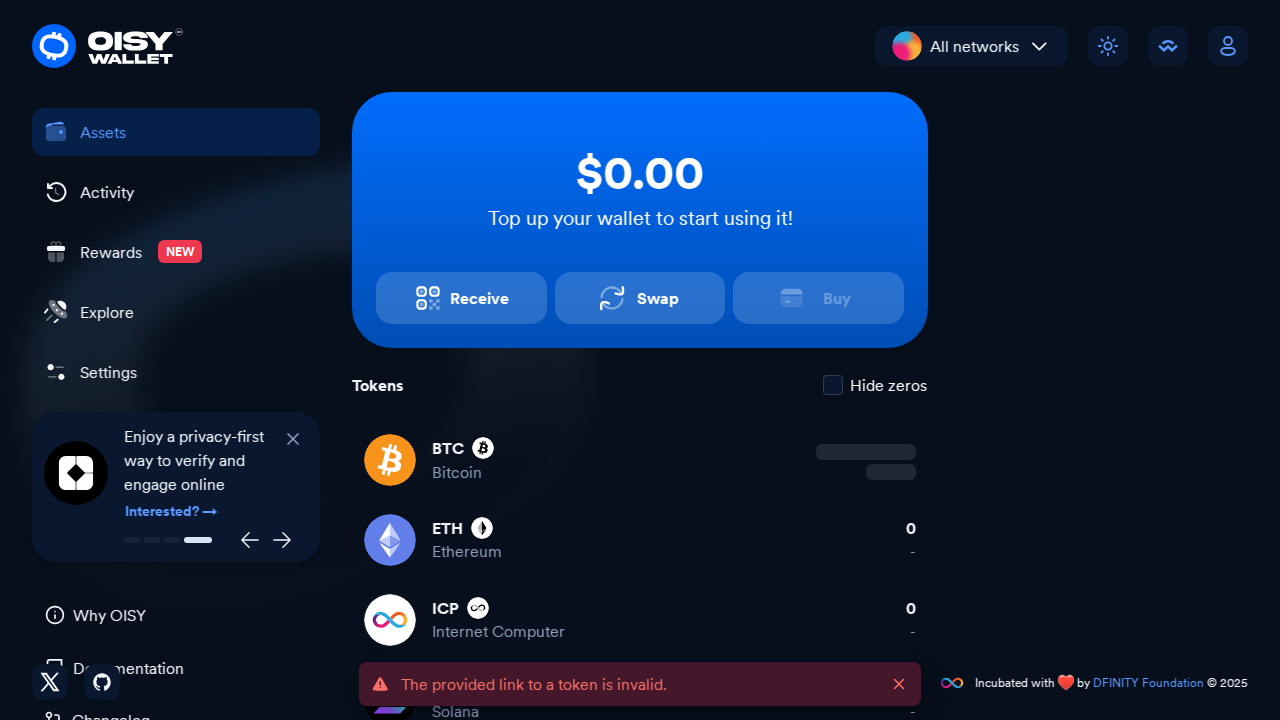 OISY
WALLET
All networks
Assets
Activity
Rewards NEW
Explore
Settings
Enjoy a privacy-first
way to verify and
engage online
Interested? →
Why OISY
Documentation
Changelog
$0.00
Top up your wallet to start using it!
Receive
Swap
Buy
Tokens
Hide zeros
BTC
Bitcoin
ETH
0
Ethereum
-
ICP
0
Internet Computer
-
Solana
-
The provided link to a token is invalid.
Incubated with ❤️ by DFINITY Foundation © 2025